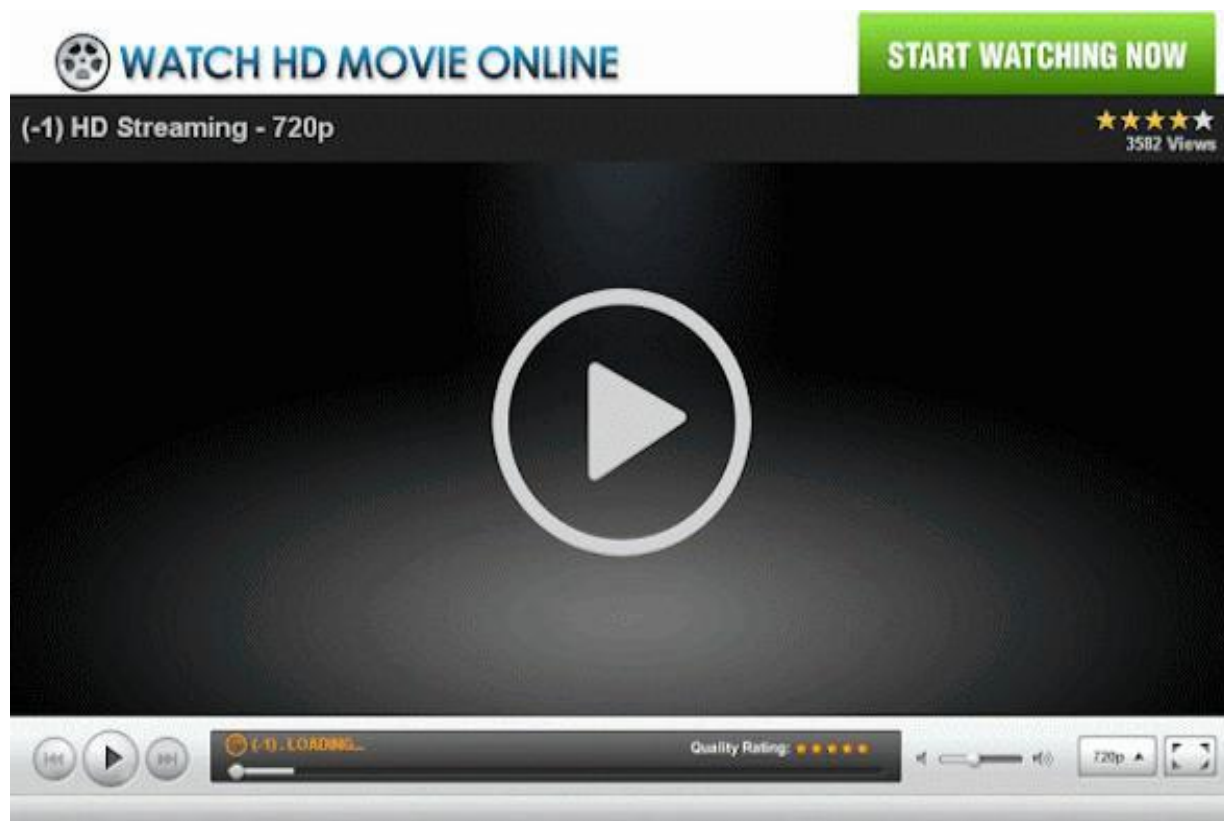 WATCH HD MOVIE ONLINE
START WATCHING NOW
(-1) HD Streaming - 720p
3582 Views
(-1) . LOADING...
Quality Rating:
720p